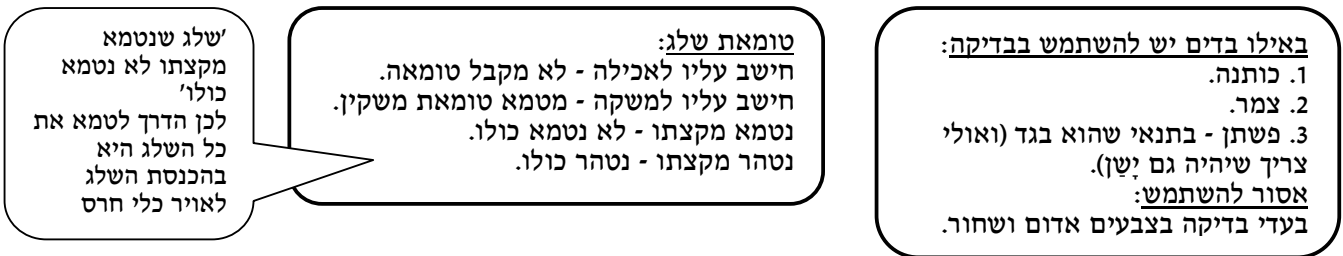 באילו בדים יש להשתמש בבדיקה:
1. כותנה.
2. צמר.
3. פשתן - בתנאי שהוא בגד (ואולי
צריך שיהיה גם יָשַן).
אסור להשתמש:
בעדי בדיקה בצבעים אדום ושחור.
טומאת שלג:
חישב עליו לאכילה - לא מקבל טומאה.
חישב עליו למשקה - מטמא טומאת משקין.
נטמא מקצתו - לא נטמא כולו.
נטהר מקצתו - נטהר כולו.
'שלג שנטמא
מקצתו לא נטמא
כולו'
לכן הדרך לטמא את
כל השלג היא
בהכנסת השלג
לאויר כלי חרס